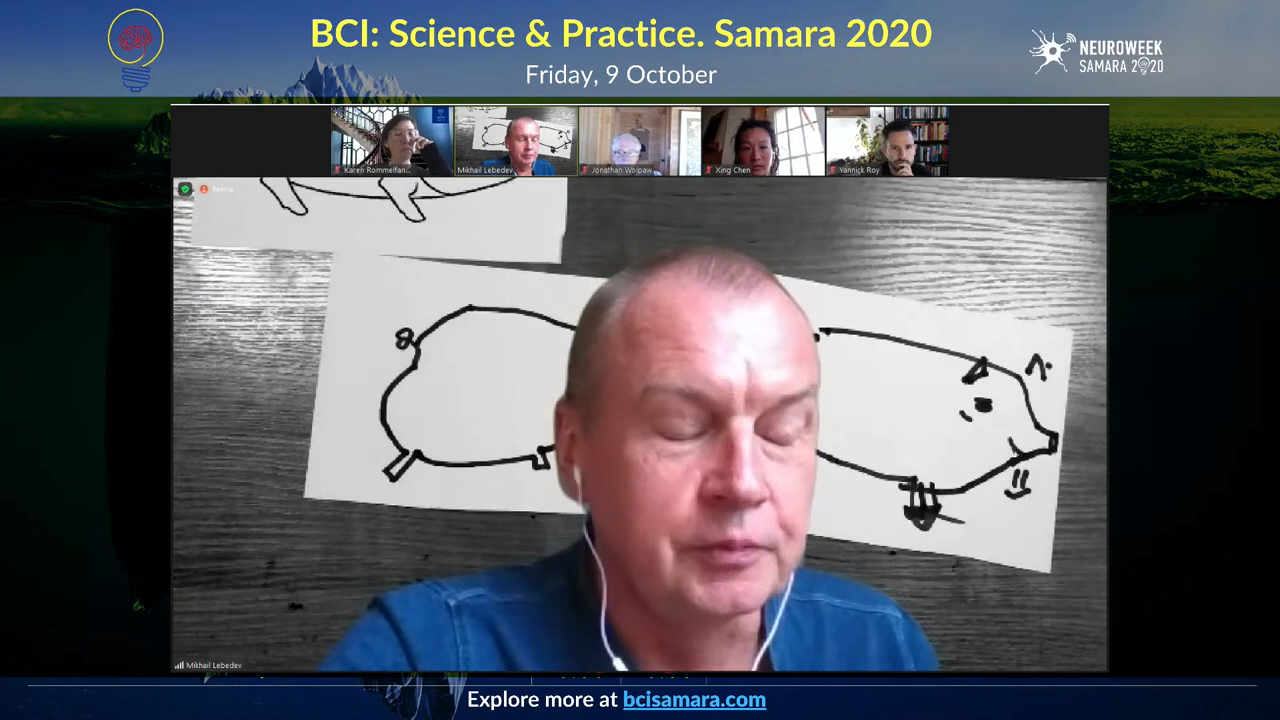 BCI: Science & Practice. Samara 2020
Friday, 9 October
NEUROWEEK
SAMARA 2020
Karen Rommelfan...
Mikhail Lebedev
Jonathan Wolpaw
Xing Chen
Yannick Roy
Mikhail Lebedev
Explore more at bcisamara.com